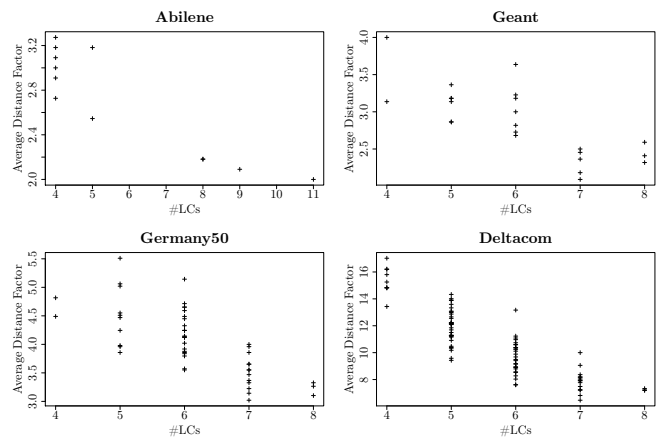 Abilene
Average Distance Factor
3.2
2.8
2.4
2.0
4 5 6 7 8 9 10 11
#LCs
Geant
Average Distance Factor
4.0
3.5
3.0
2.5
4 5 6 7 8
#LCs
Germany50
Average Distance Factor
5.5
5.0
4.5
4.0
3.5
3.0
4 5 6 7 8
#LCs
Deltacom
Average Distance Factor
16
14
12
10
8
4 5 6 7 8
#LCs